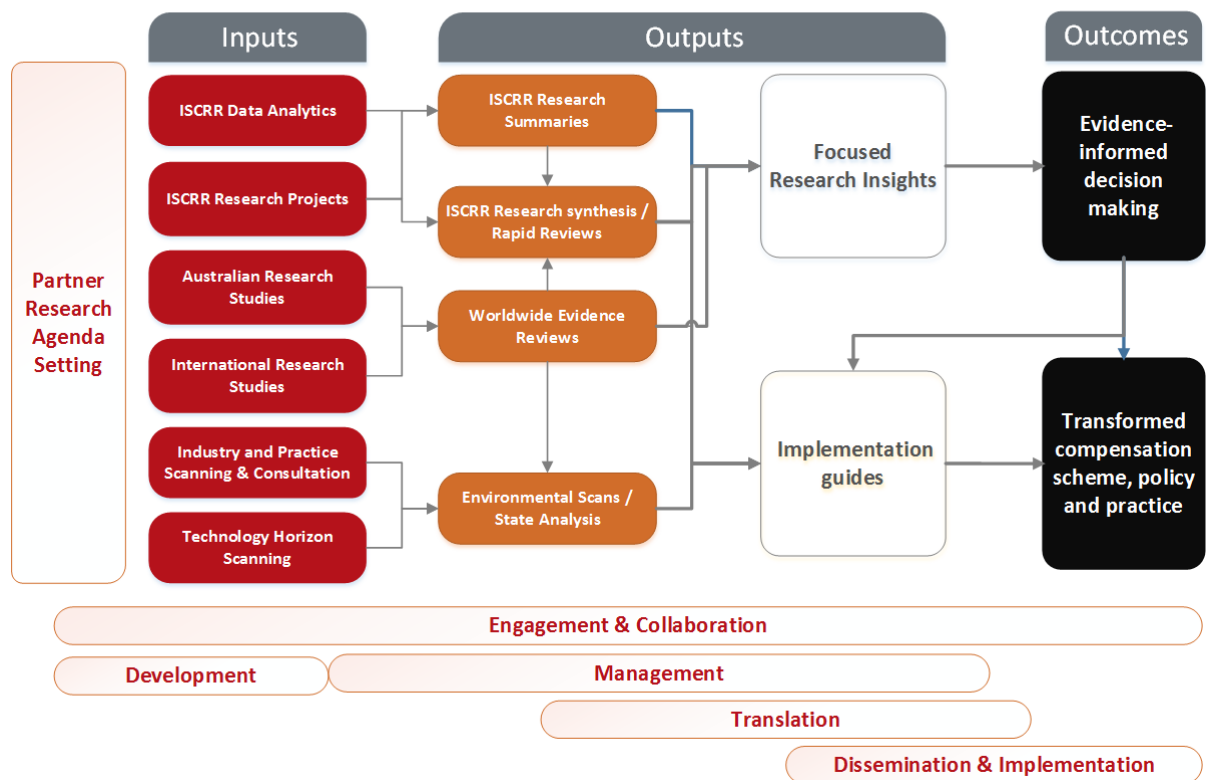 Inputs
Outputs
Outcomes
Partner
Research
Agenda
Setting
ISCRR Data Analytics
ISCRR Research Projects
Australian Research
Studies
International Research
Studies
Industry and Practice
Scanning & Consultation
Technology Horizon
Scanning
ISCRR Research
Summaries
ISCRR Research synthesis /
Rapid Reviews
Worldwide Evidence
Reviews
Environmental Scans /
State Analysis
Focused
Research Insights
Implementation
guides
Evidence-
informed
decision
making
Transformed
compensation
scheme, policy
and practice
Engagement & Collaboration
Development
Management
Translation
Dissemination & Implementation